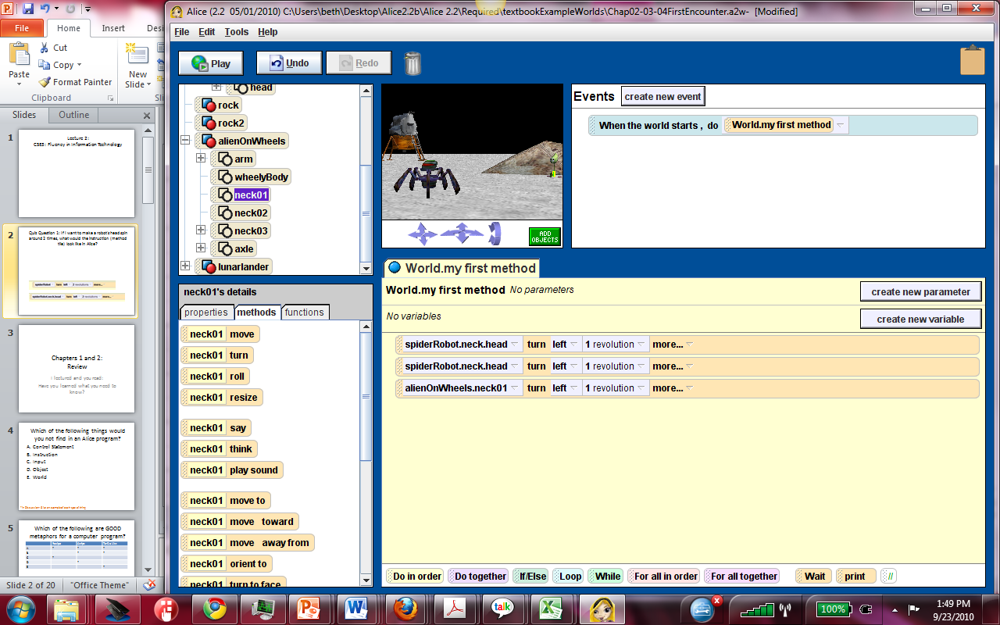 Alice (2.2 05/01/2010) C:\Users\beth\Desktop\Alice2.2b\Alice 2.2\Required\textbookExampleWorlds\Chap02-03-04FirstEncounter.a2w- [Modified]
File Home Insert Desi
File Edit Tools Help
Paste
Cut
Copy
Format Painter
Clipboard
New
Slide
Sli
Play Undo Redo
Slides Outline
1
Lecture 2:
CSE3: Fluency in Information Technology
2
Quiz Question 1: If I want to make a robot's head spin
around 2 times, what would the instruction (method
tile) look like in Alice?
spiderRobot turn left 2 revolutions more...
spiderRobot.neck.head turn left 2 revolutions more...
3
Chapters 1 and 2:
Review
I lectured and you read:
Have you learned what you need to
know?
4
Which of the following things would
you not find in an Alice program?
A. Control Statement
B. Instruction
C. Input
D. Object
E. World
5
Which of the following are GOOD
metaphors for a computer program?
Slide 2 of 20 "Office Theme"
head
rock
rock2
alienOnWheels
arm
wheelyBody
neck01
neck02
neck03
axle
lunarlander
ADD
OBJECTS
Events create new event
When the world starts , do World.my first method
neck01's details
properties methods functions
neck01 move
neck01 turn
neck01 roll
neck01 resize
neck01 say
neck01 think
neck01 play sound
neck01 move to
neck01 move toward
neck01 move away from
neck01 orient to
neck01 turn to face
World.my first method
World.my first method No parameters create new parameter
No variables create new variable
spiderRobot.neck.head turn left 1 revolution more...
spiderRobot.neck.head turn left 1 revolution more...
alienOnWheels.neck01 turn left 1 revolution more...
Do in order Do together If/Else Loop While For all in order For all together Wait print //
talk
100%
1:49 PM
9/23/2010